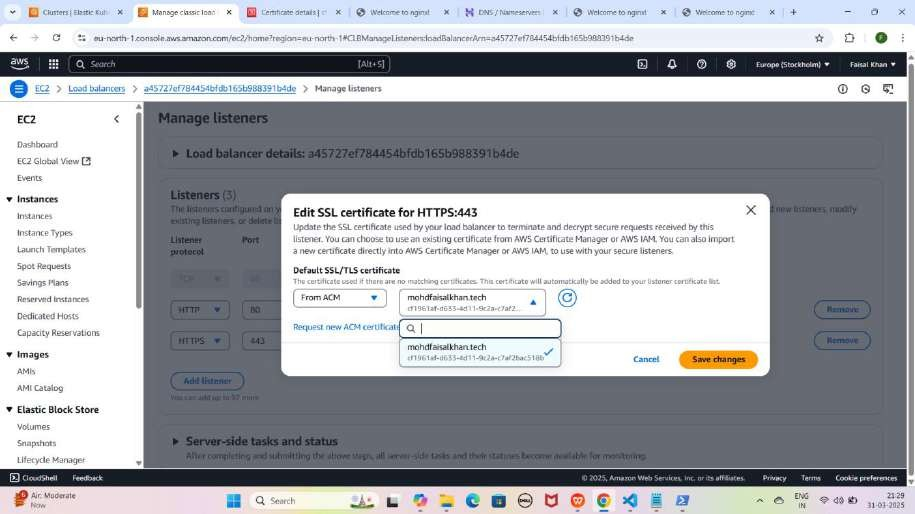 Clusters | Elastic Kub
Manage classic load
Certificate details | cf
Welcome to nginx!
DNS / Nameservers
Welcome to nginx!
Welcome to nginx!
eu-north-1.console.aws.amazon.com/ec2/home?region=eu-north-1#CLBManageListeners:loadBalancerArn=a45727ef784454bfdb165b988391b4de
F
aws
Search
[Alt+S]
Europe (Stockholm)
Faisal Khan
EC2
Load balancers
a45727ef784454bfdb165b988391b4de
Manage listeners
EC2
Dashboard
EC2 Global View
Events
Instances
Instances
Instance Types
Launch Templates
Spot Requests
Savings Plans
Reserved Instances
Dedicated Hosts
Capacity Reservations
Images
AMIs
AMI Catalog
Elastic Block Store
Volumes
Snapshots
Lifecycle Manager
Manage listeners
Load balancer details: a45727ef784454bfdb165b988391b4de
Listeners (3)
The listeners configured on y
nd new listeners, modify
existing listeners, or delete l
Listener
protocol
Port
TCP
HTTP
80
Remove
HTTPS
443
Remove
Add listener
You can add up to 97 more
Server-side tasks and status
After completing and submitting the above steps, all server-side tasks and their statuses become available for monitoring.
Edit SSL certificate for HTTPS:443
Update the SSL certificate used by your load balancer to terminate and decrypt secure requests received by this
listener. You can choose to use an existing certificate from AWS Certificate Manager or AWS IAM. You can also import
a new certificate directly into AWS Certificate Manager or AWS IAM, to use with your secure listeners.
Default SSL/TLS certificate
The certificate used if there are no matching certificates. This certificate will automatically be added to your listener certificate list.
From ACM
mohdfaisalkhan.tech
cf1961af-d633-4d11-9c2a-c7af2...
Request new ACM certificate
mohdfaisalkhan.tech
cf1961af-d633-4d11-9c2a-c7af2bac510b
Cancel
Save changes
CloudShell
Feedback
© 2025, Amazon Web Services, Inc. or its affiliates.
Privacy
Terms
Cookie preferences
6
Air: Moderate
Now
Search
ENG
IN
21:29
31-03-2025